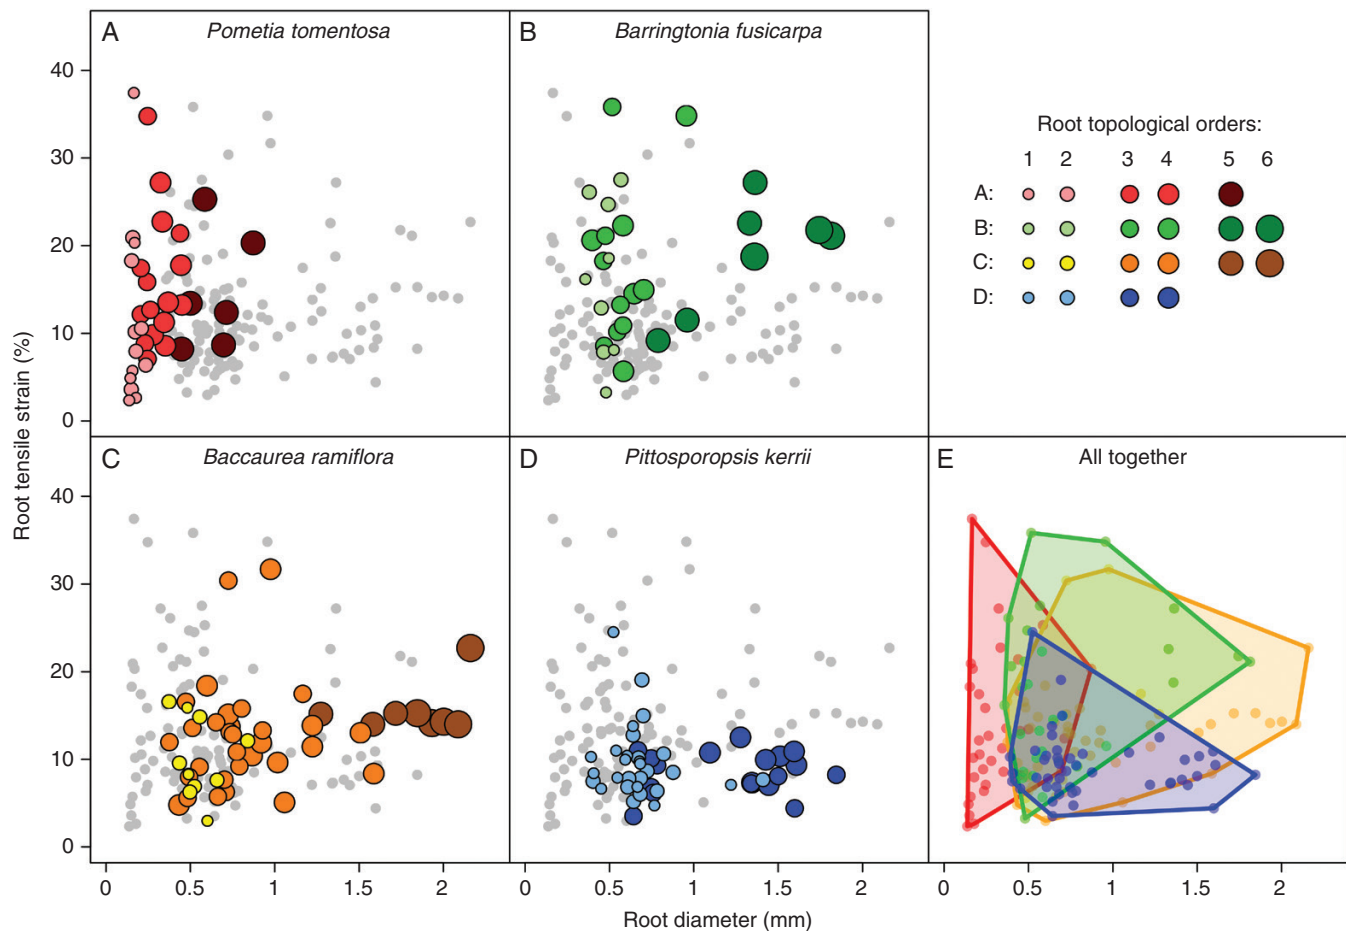 A Pometia tomentosa
B Barringtonia fusicarpa
Root topological orders:
1 2 3 4 5 6
A:
B:
C:
D:
40
30
20
10
0
Root tensile strain (%)
C Baccaurea ramiflora
D Pittosporopsis kerrii
E All together
40
30
20
10
0
0 0.5 1 1.5 2
0 0.5 1 1.5 2
0 0.5 1 1.5 2
Root diameter (mm)